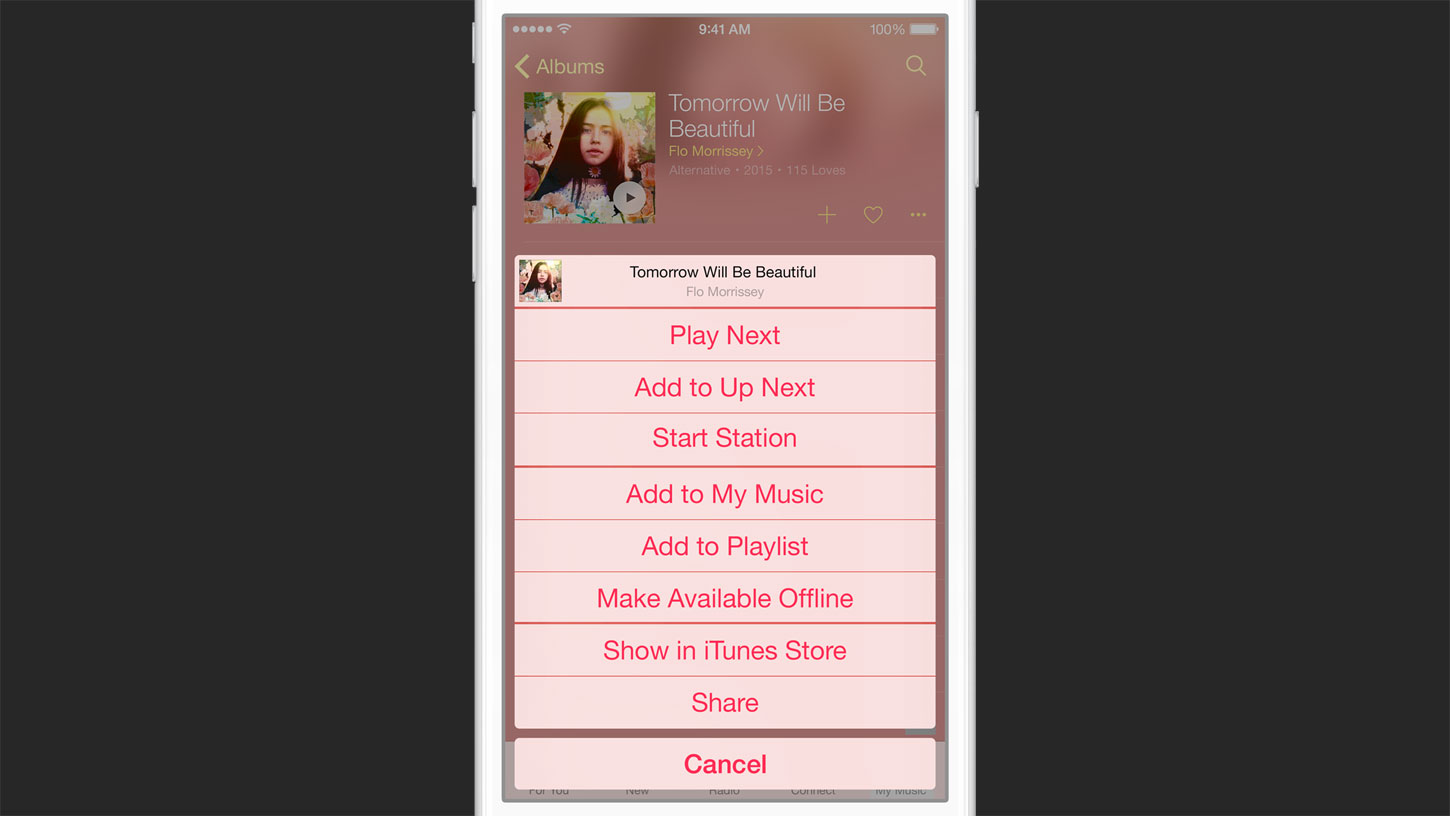 9:41 AM
100%
Albums
Tomorrow Will Be
Beautiful
Flo Morrissey >
Alternative • 2015 • 115 Loves
Tomorrow Will Be Beautiful
Flo Morrissey
Play Next
Add to Up Next
Start Station
Add to My Music
Add to Playlist
Make Available Offline
Show in iTunes Store
Share
Cancel
For You New Radio Connect My Music